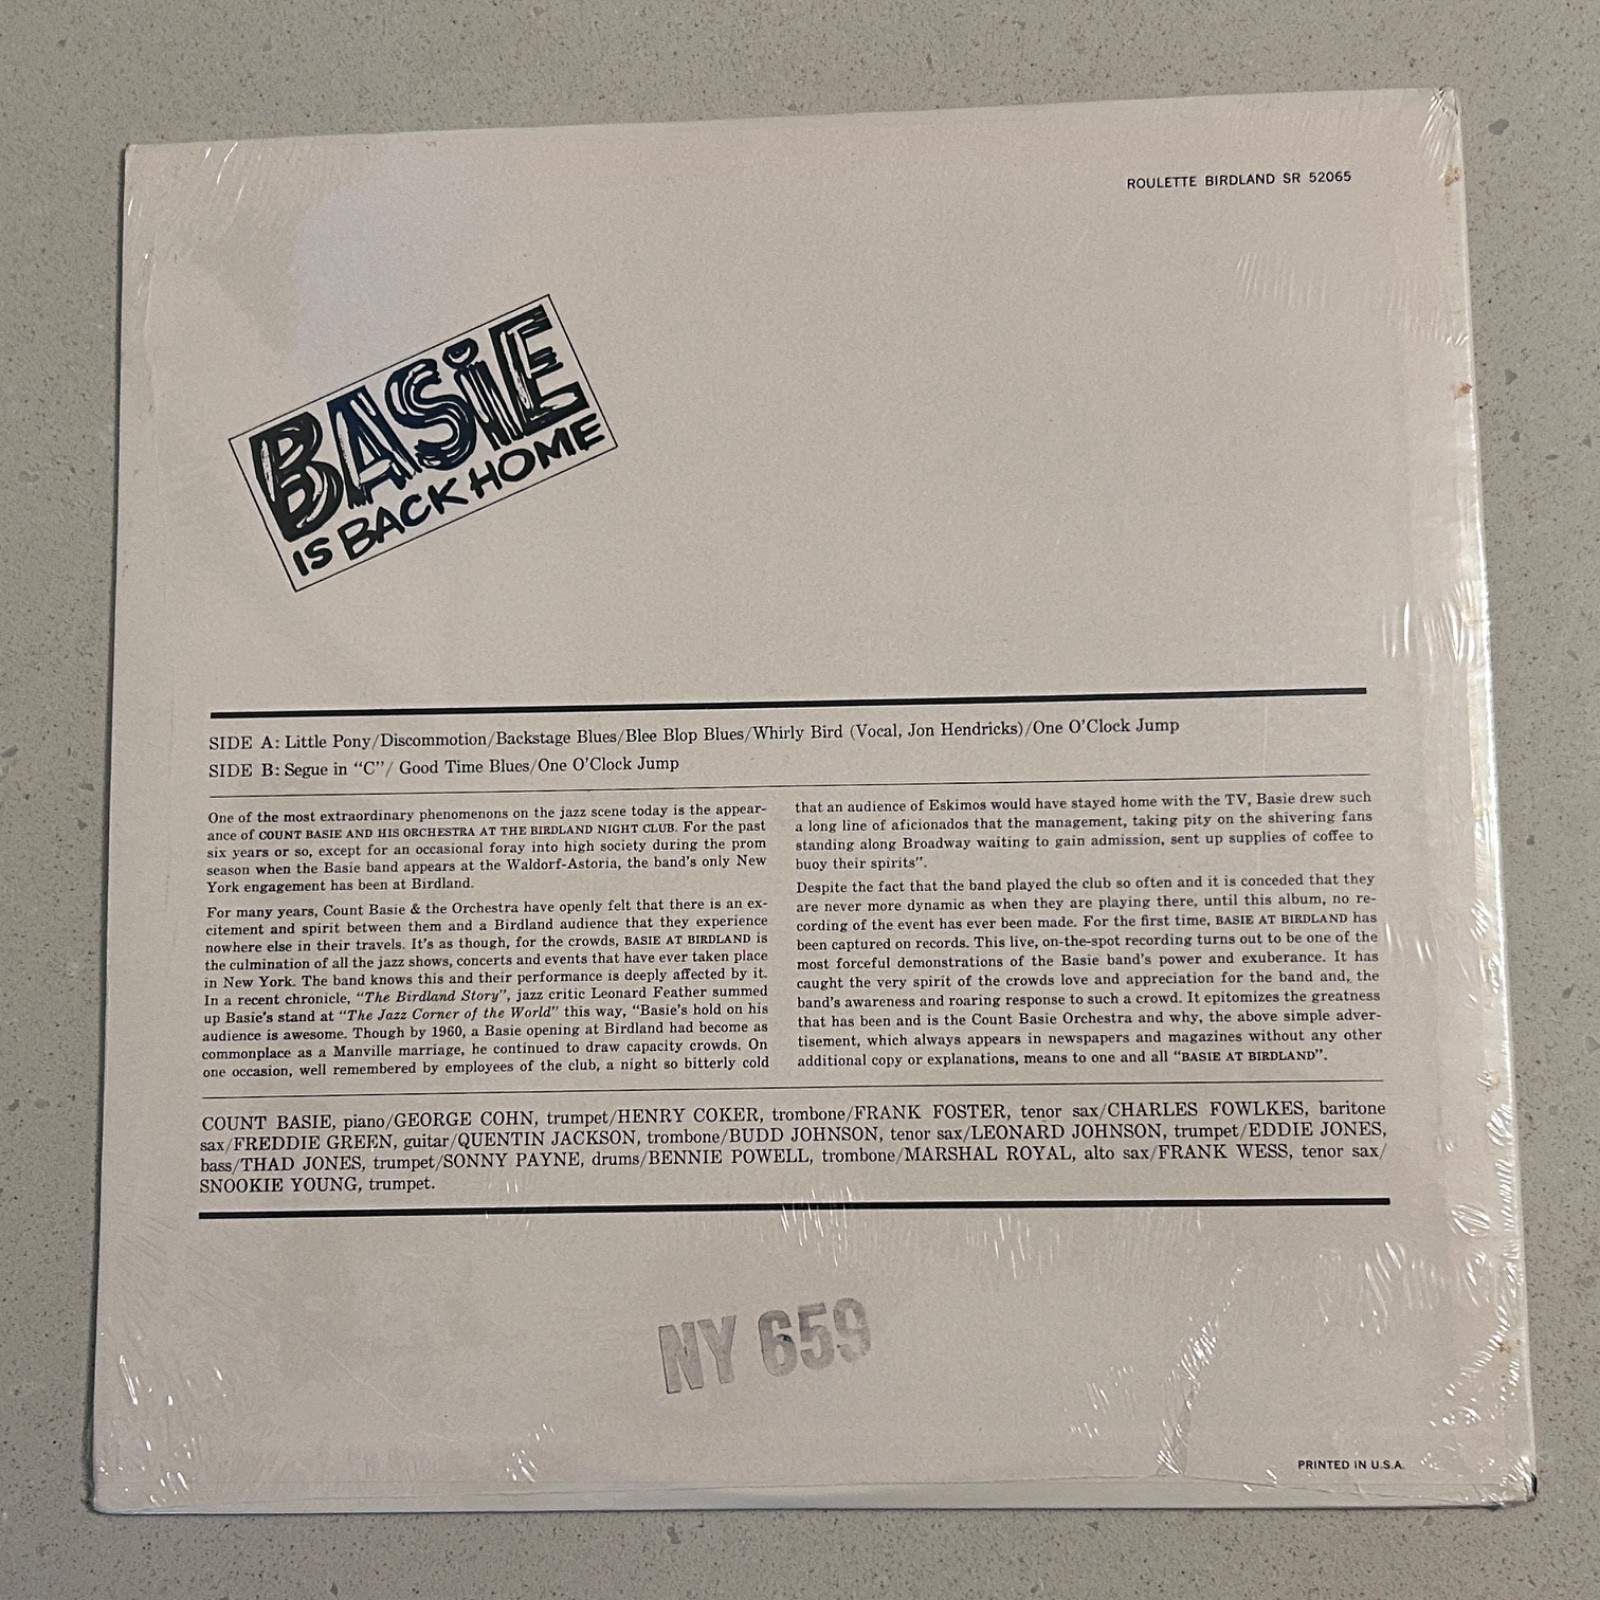 ROULETTE BIRDLAND SR 52065
BASiE
IS BACK HOME
SIDE A: Little Pony/Discommotion/Backstage Blues/Blee Blop Blues/Whirly Bird (Vocal, Jon Hendricks)/One O'Clock Jump
SIDE B: Segue in "C"/ Good Time Blues/One O'Clock Jump
One of the most extraordinary phenomenons on the jazz scene today is the appear-
ance of COUNT BASIE AND HIS ORCHESTRA AT THE BIRDLAND NIGHT CLUB. For the past
six years or so, except for an occasional foray into high society during the prom
season when the Basie band appears at the Waldorf-Astoria, the band's only New
York engagement has been at Birdland.
For many years, Count Basie & the Orchestra have openly felt that there is an ex-
citement and spirit between them and a Birdland audience that they experience
nowhere else in their travels. It's as though, for the crowds, BASIE AT BIRDLAND is
the culmination of all the jazz shows, concerts and events that have ever taken place
in New York. The band knows this and their performance is deeply affected by it.
In a recent chronicle, "The Birdland Story", jazz critic Leonard Feather summed
up Basie's stand at "The Jazz Corner of the World" this way, "Basie's hold on his
audience is awesome. Though by 1960, a Basie opening at Birdland had become as
commonplace as a Manville marriage, he continued to draw capacity crowds. On
one occasion, well remembered by employees of the club, a night so bitterly cold
that an audience of Eskimos would have stayed home with the TV, Basie drew such
a long line of aficionados that the management, taking pity on the shivering fans
standing along Broadway waiting to gain admission, sent up supplies of coffee to
buoy their spirits".
Despite the fact that the band played the club so often and it is conceded that they
are never more dynamic as when they are playing there, until this album, no re-
cording of the event has ever been made. For the first time, BASIE AT BIRDLAND has
been captured on records. This live, on-the-spot recording turns out to be one of the
most forceful demonstrations of the Basie band's power and exuberance. It has
caught the very spirit of the crowds love and appreciation for the band and, the
band's awareness and roaring response to such a crowd. It epitomizes the greatness
that has been and is the Count Basie Orchestra and why, the above simple adver-
tisement, which always appears in newspapers and magazines without any other
additional copy or explanations, means to one and all "BASIE AT BIRDLAND".
COUNT BASIE, piano/GEORGE COHN, trumpet/HENRY COKER, trombone/FRANK FOSTER, tenor sax/CHARLES FOWLKES, baritone
sax/FREDDIE GREEN, guitar/QUENTIN JACKSON, trombone/BUDD JOHNSON, tenor sax/LEONARD JOHNSON, trumpet/EDDIE JONES,
bass/THAD JONES, trumpet/SONNY PAYNE, drums/BENNIE POWELL, trombone/MARSHAL ROYAL, alto sax/FRANK WESS, tenor sax/
SNOOKIE YOUNG, trumpet.
NY 659
PRINTED IN U.S.A.